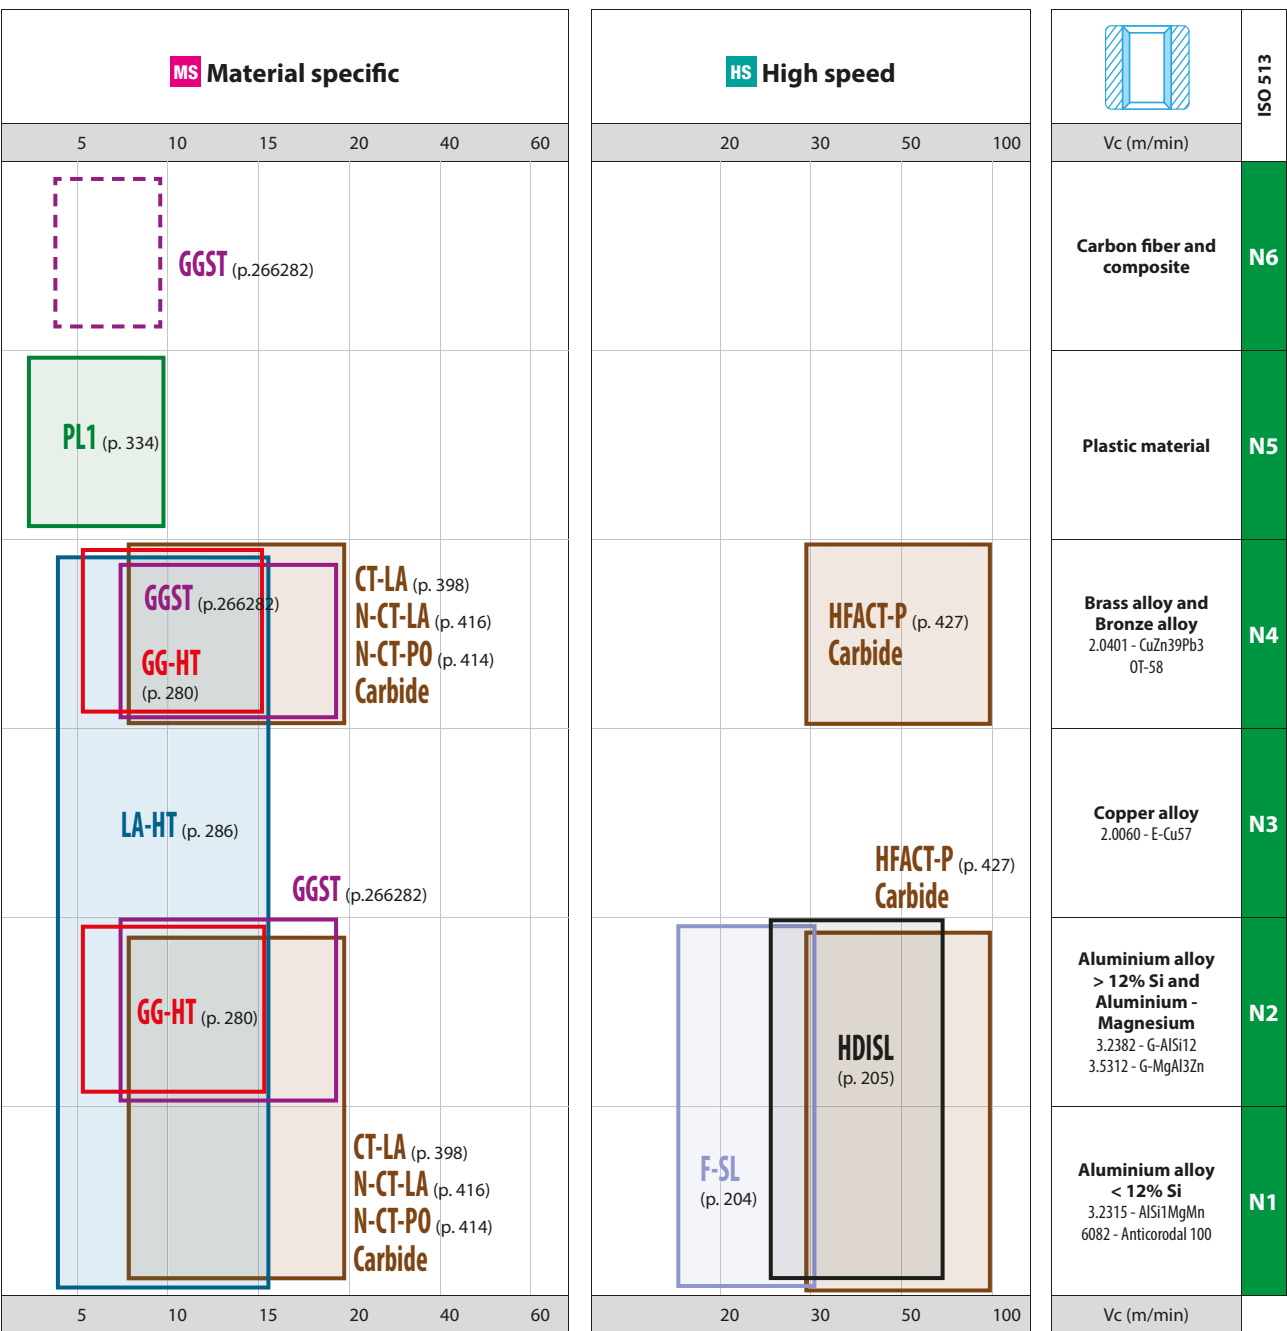 MS Material specific
HS High speed
ISO 513
5 10 15 20 40 60
20 30 50 100
Vc (m/min)
GGST (p.266282)
Carbon fiber and
composite
N6
PL1 (p. 334)
Plastic material
N5
GGST (p.266282)
GG-HT
(p. 280)
CT-LA (p. 398)
N-CT-LA (p. 416)
N-CT-PO (p. 414)
Carbide
HFACT-P (p. 427)
Carbide
Brass alloy and
Bronze alloy
2.0401 - CuZn39Pb3
OT-58
N4
LA-HT (p. 286)
GGST (p.266282)
HFACT-P (p. 427)
Carbide
Copper alloy
2.0060 - E-Cu57
N3
GG-HT (p. 280)
HDISL
(p. 205)
Aluminium alloy
> 12% Si and
Aluminium -
Magnesium
3.2382 - G-AlSi12
3.5312 - G-MgAl3Zn
N2
CT-LA (p. 398)
N-CT-LA (p. 416)
N-CT-PO (p. 414)
Carbide
F-SL
(p. 204)
Aluminium alloy
< 12% Si
3.2315 - AlSi1MgMn
6082 - Anticorodal 100
N1
5 10 15 20 40 60
20 30 50 100
Vc (m/min)